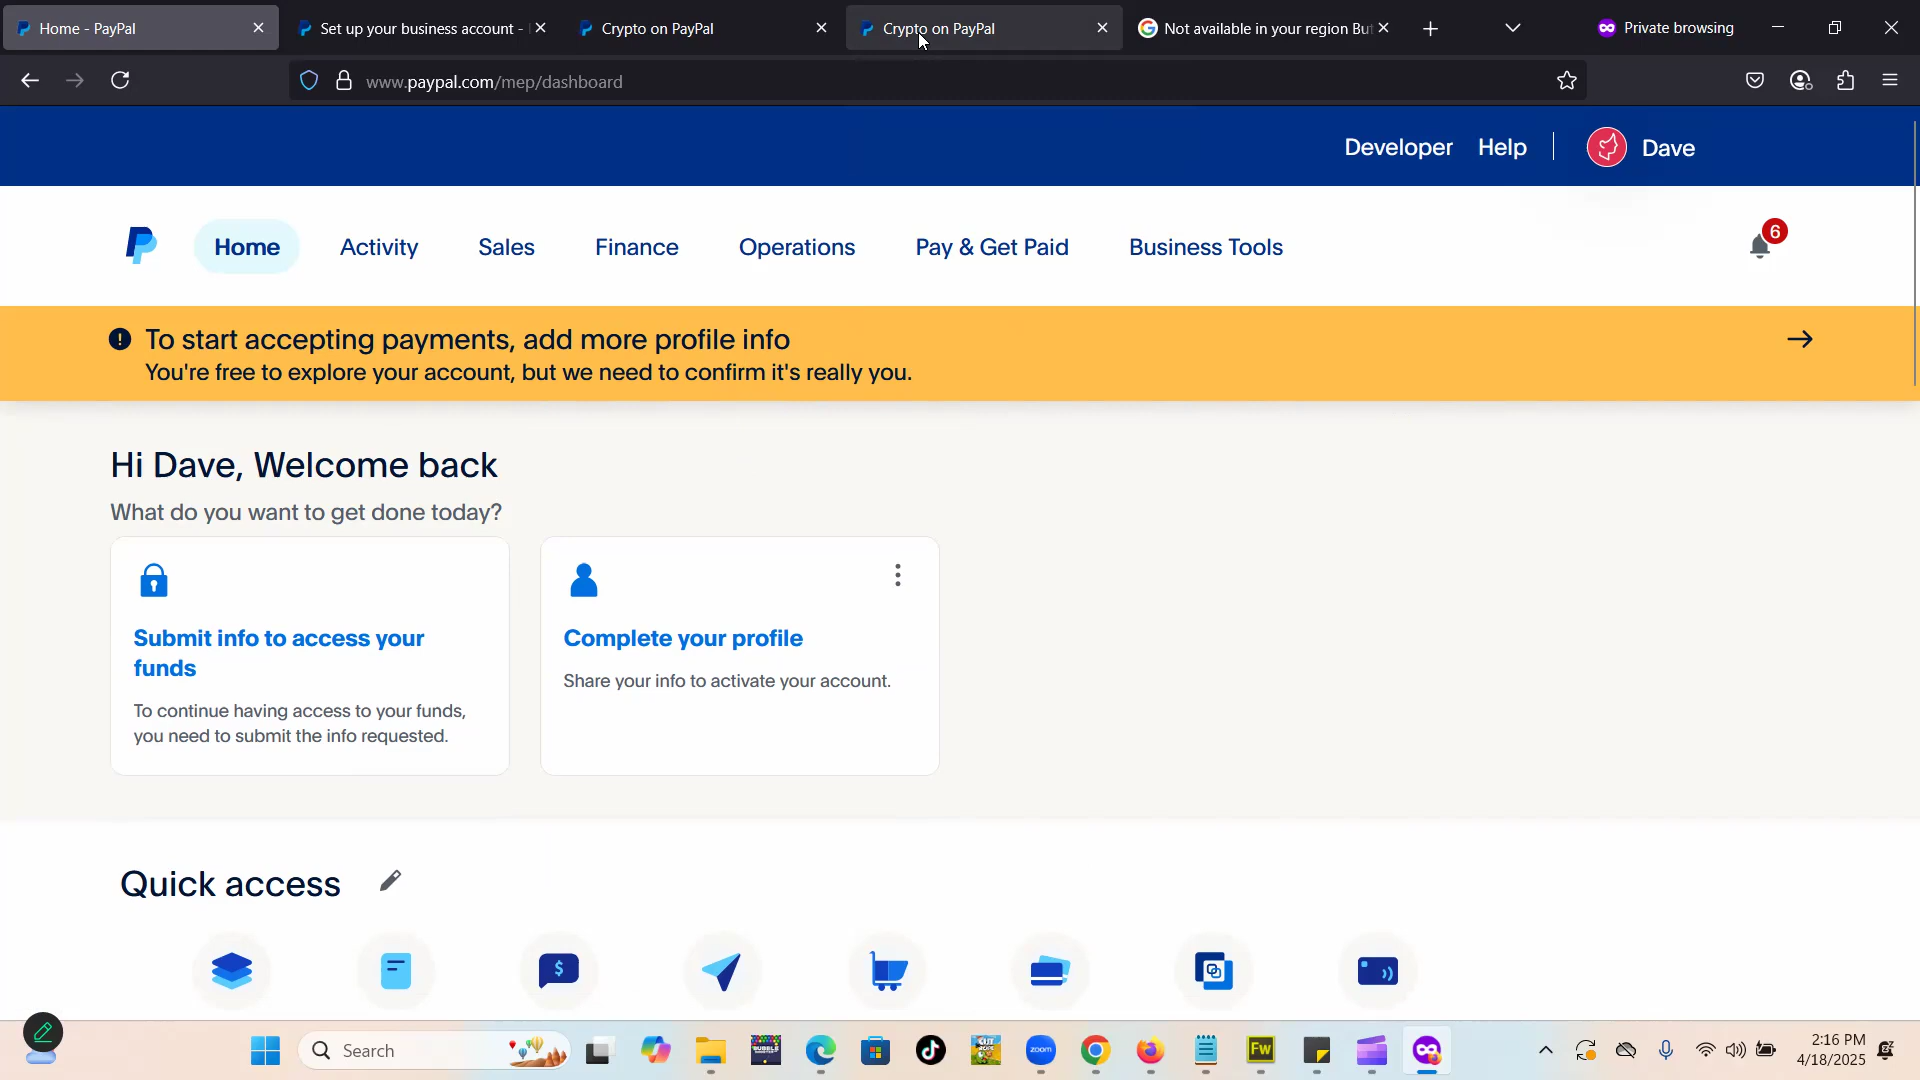 Home - PayPal
Set up your business account -
Crypto on PayPal
Crypto on PayPal
Not available in your region But
Private browsing
www.paypal.com/mep/dashboard
Developer
Help
Dave
Home
Activity
Sales
Finance
Operations
Pay & Get Paid
Business Tools
6
To start accepting payments, add more profile info
You're free to explore your account, but we need to confirm it's really you.
Hi Dave, Welcome back
What do you want to get done today?
Submit info to access your
funds
To continue having access to your funds,
you need to submit the info requested.
Complete your profile
Share your info to activate your account.
Quick access
Search
zoom
Fw
2:16 PM
4/18/2025